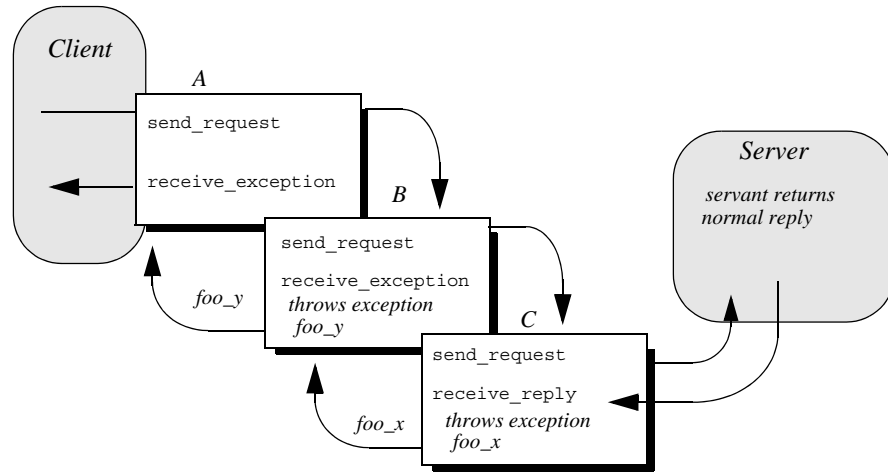 Client
A
send_request
receive_exception
B
send_request
receive_exception
throws exception
foo_y
foo_y
C
send_request
receive_reply
throws exception
foo_x
foo_x
Server
servant returns
normal reply